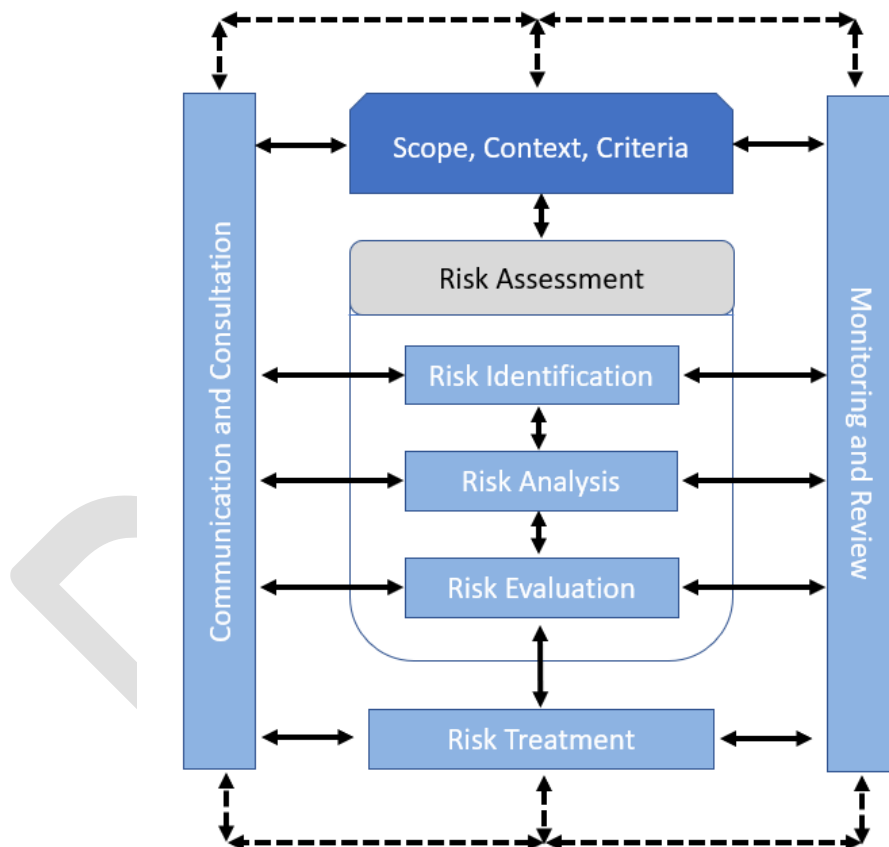 Scope, Context, Criteria
Risk Assessment
Communication and Consultation
Risk Identification
Risk Analysis
Risk Evaluation
Monitoring and Review
Risk Treatment